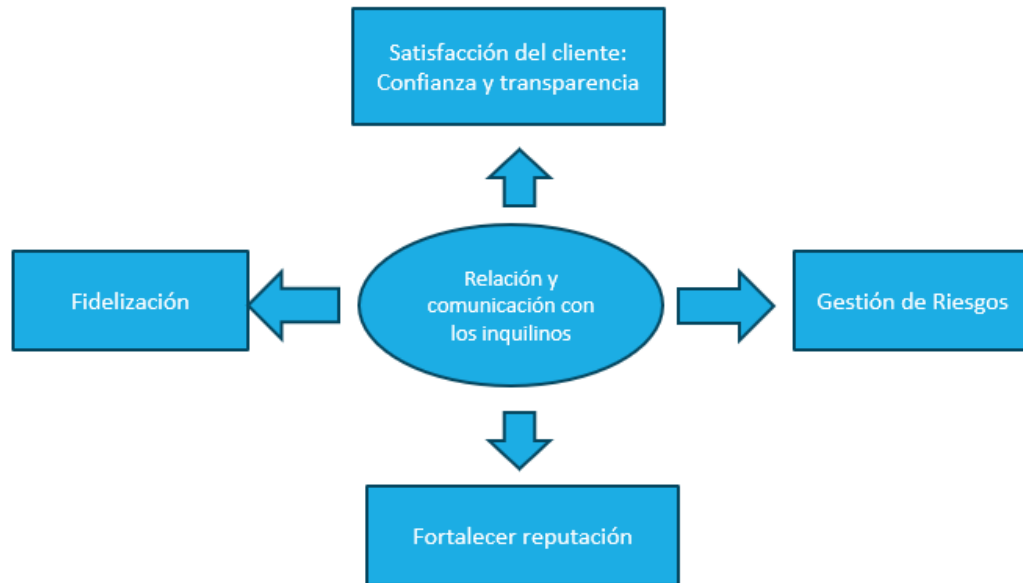 Satisfacción del cliente:
Confianza y transparencia
Fidelización
Relación y
comunicación con
los inquilinos
Gestión de Riesgos
Fortalecer reputación